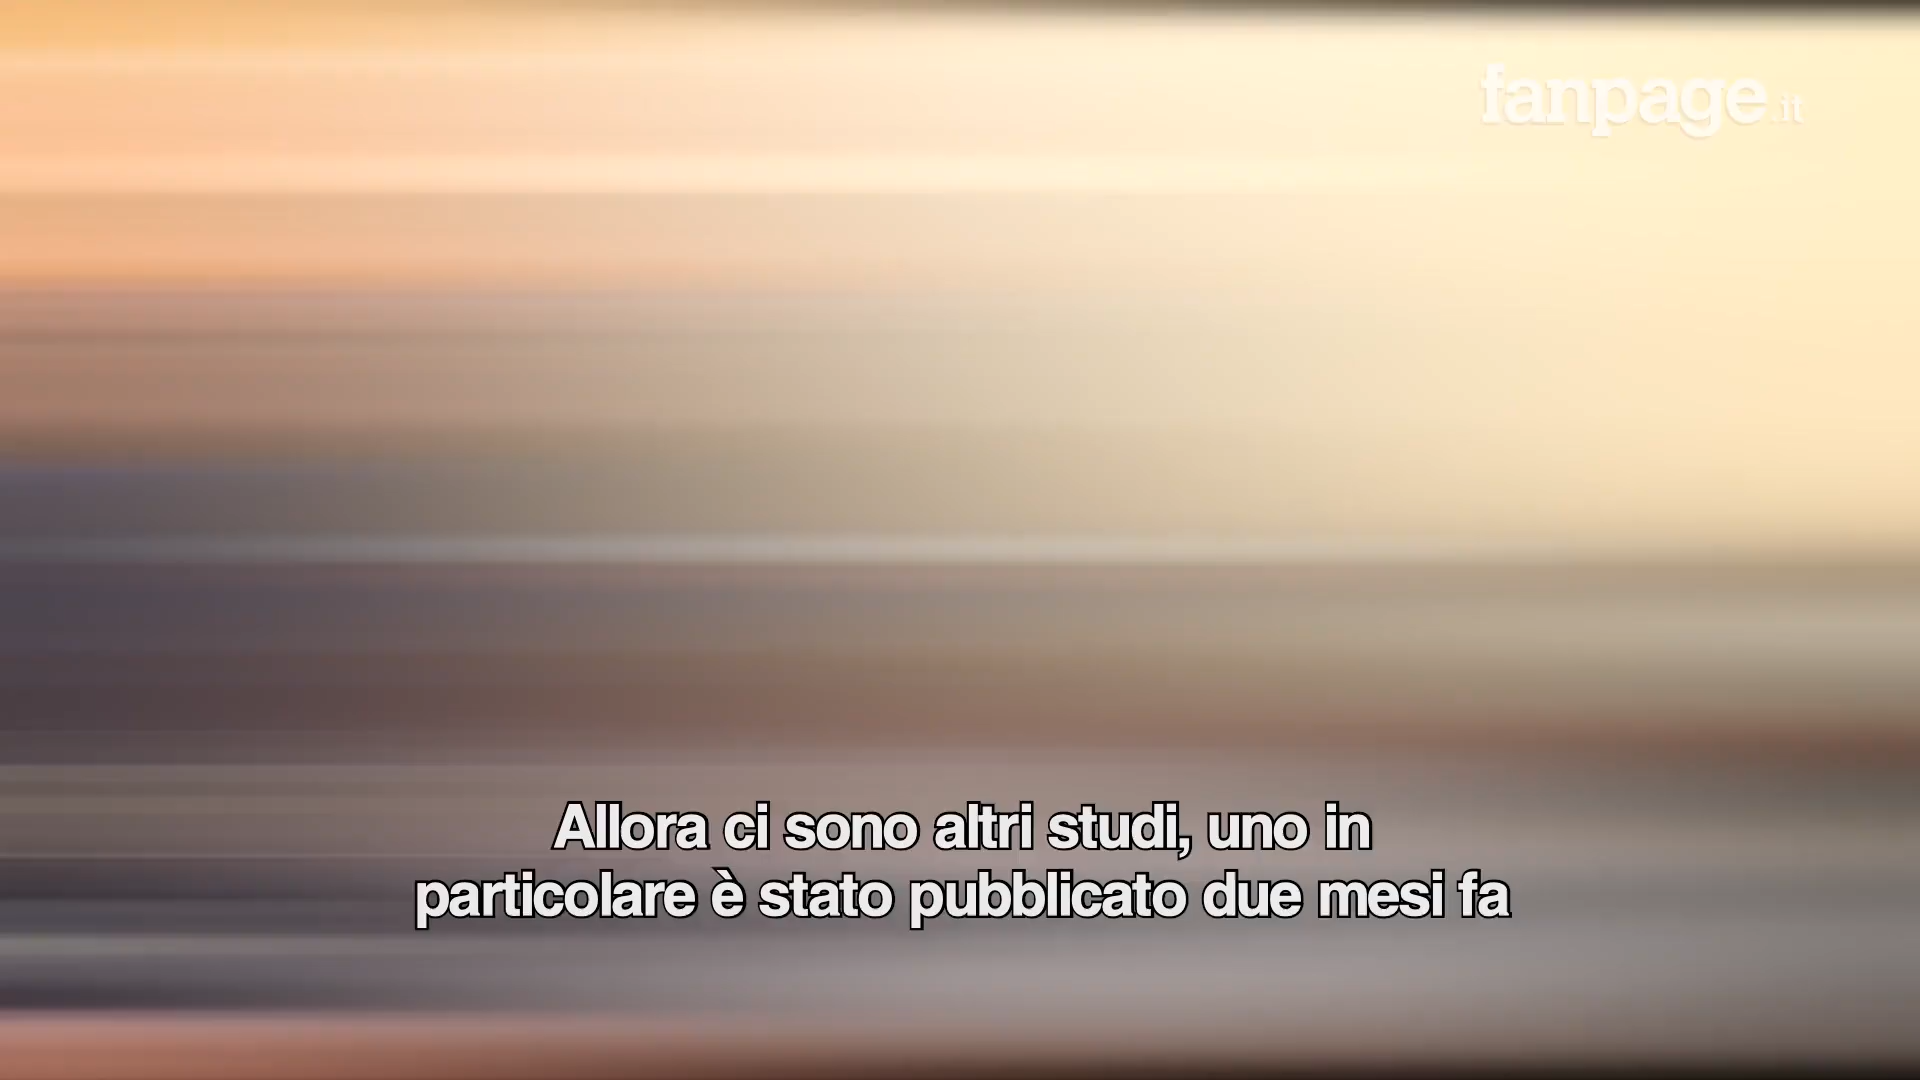 fanpage.it
Allora ci sono altri studi, uno in
particolare è stato pubblicato due mesi fa